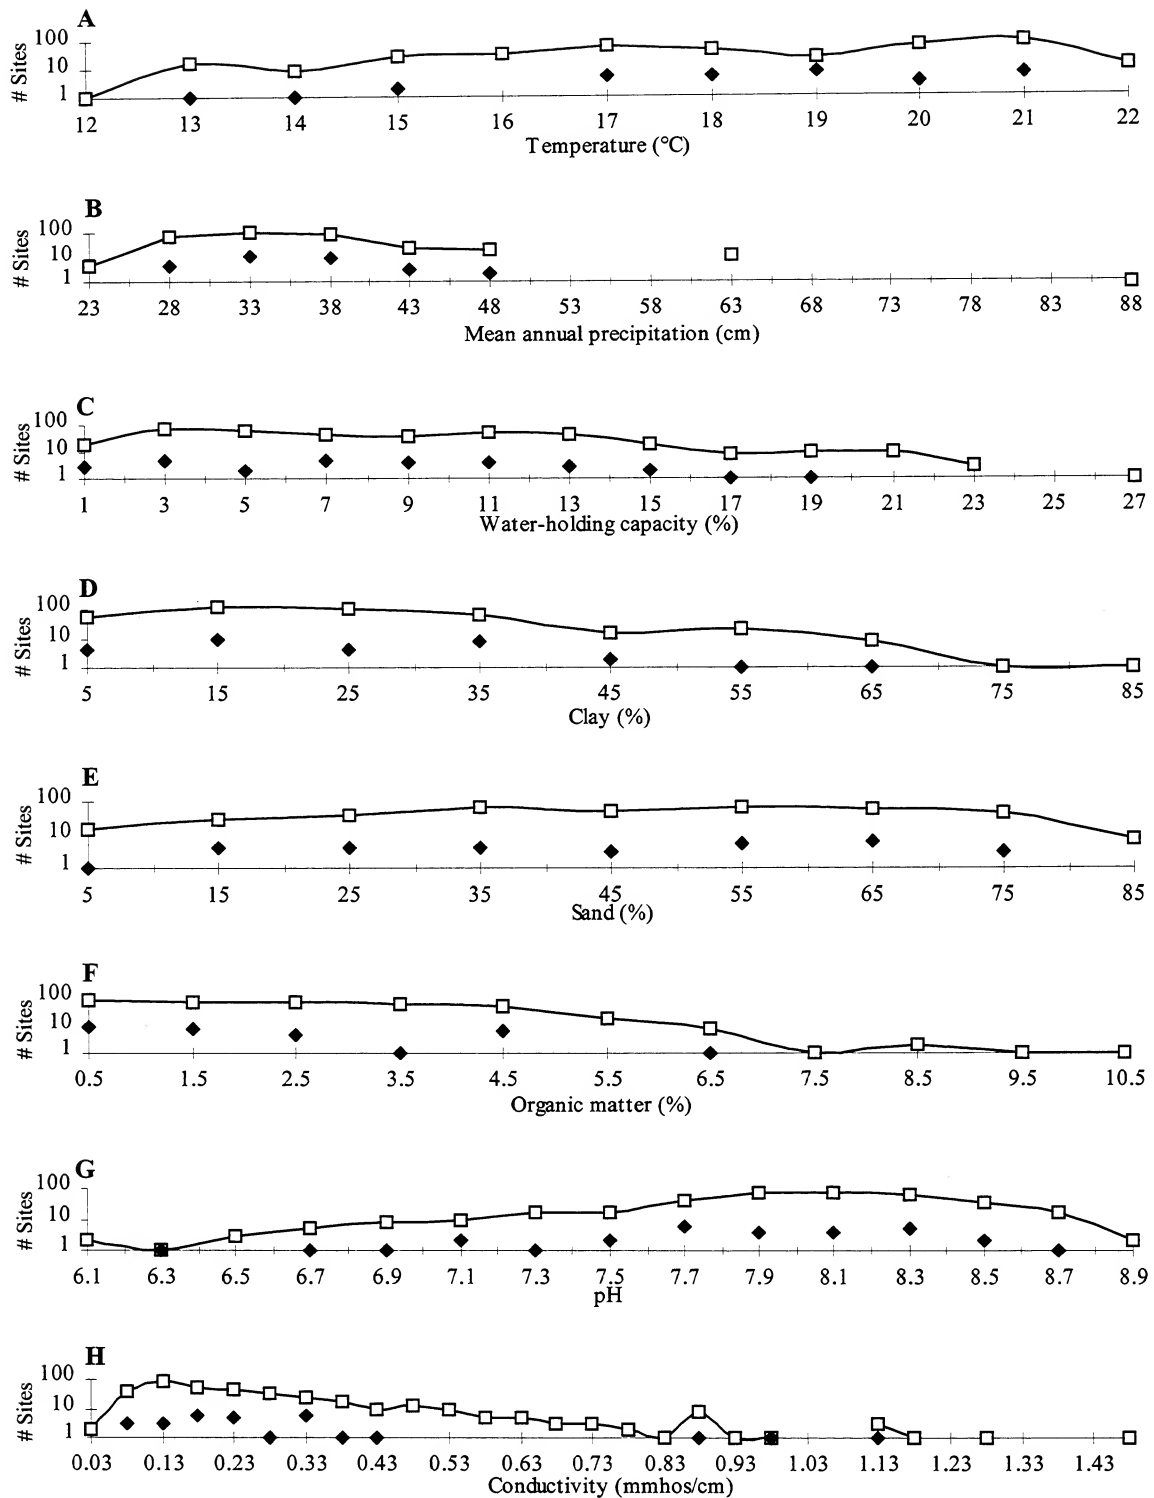 A
# Sites
100
10
1
12 13 14 15 16 17 18 19 20 21 22
Temperature (°C)
B
# Sites
100
10
1
23 28 33 38 43 48 53 58 63 68 73 78 83 88
Mean annual precipitation (cm)
C
# Sites
100
10
1
1 3 5 7 9 11 13 15 17 19 21 23 25 27
Water-holding capacity (%)
D
# Sites
100
10
1
5 15 25 35 45 55 65 75 85
Clay (%)
E
# Sites
100
10
1
5 15 25 35 45 55 65 75 85
Sand (%)
F
# Sites
100
10
1
0.5 1.5 2.5 3.5 4.5 5.5 6.5 7.5 8.5 9.5 10.5
Organic matter (%)
G
# Sites
100
10
1
6.1 6.3 6.5 6.7 6.9 7.1 7.3 7.5 7.7 7.9 8.1 8.3 8.5 8.7 8.9
pH
H
# Sites
100
10
1
0.03 0.13 0.23 0.33 0.43 0.53 0.63 0.73 0.83 0.93 1.03 1.13 1.23 1.33 1.43
Conductivity (mmhos/cm)